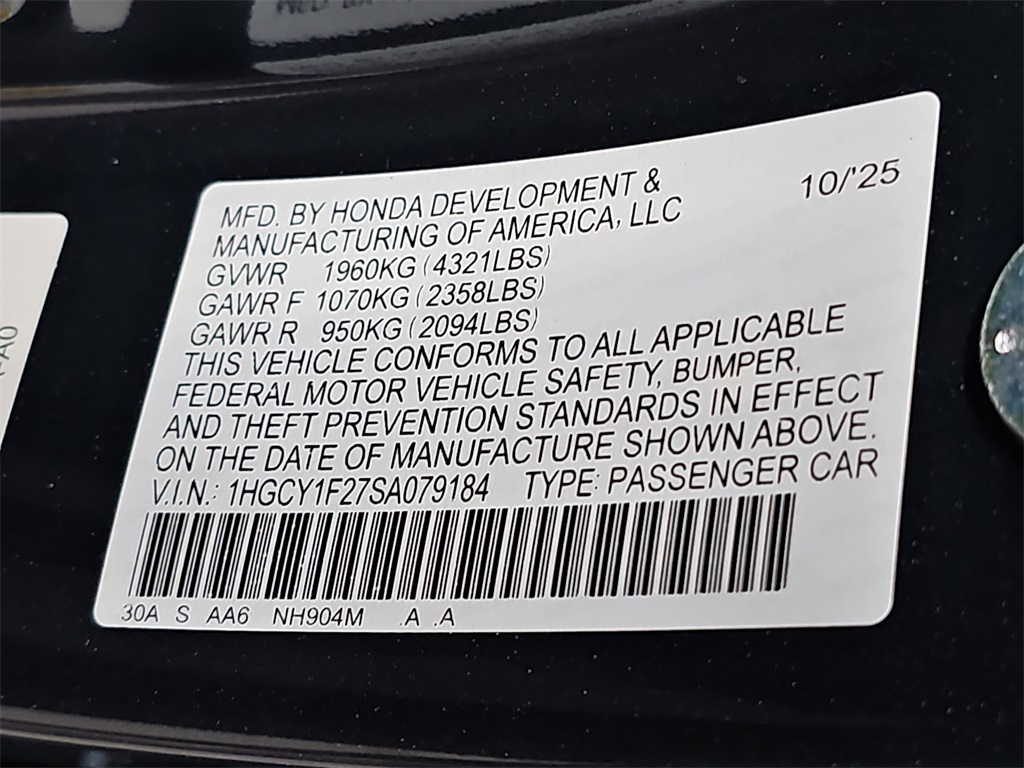 10/'25
MFD. BY HONDA DEVELOPMENT &
MANUFACTURING OF AMERICA, LLC
GVWR 1960KG (4321LBS)
GAWR F 1070KG (2358LBS)
GAWR R 950KG (2094LBS)
THIS VEHICLE CONFORMS TO ALL APPLICABLE
FEDERAL MOTOR VEHICLE SAFETY, BUMPER,
AND THEFT PREVENTION STANDARDS IN EFFECT
ON THE DATE OF MANUFACTURE SHOWN ABOVE.
V.I.N.: 1HGCY1F27SA079184 TYPE: PASSENGER CAR
30A S AA6 NH904M .A .A